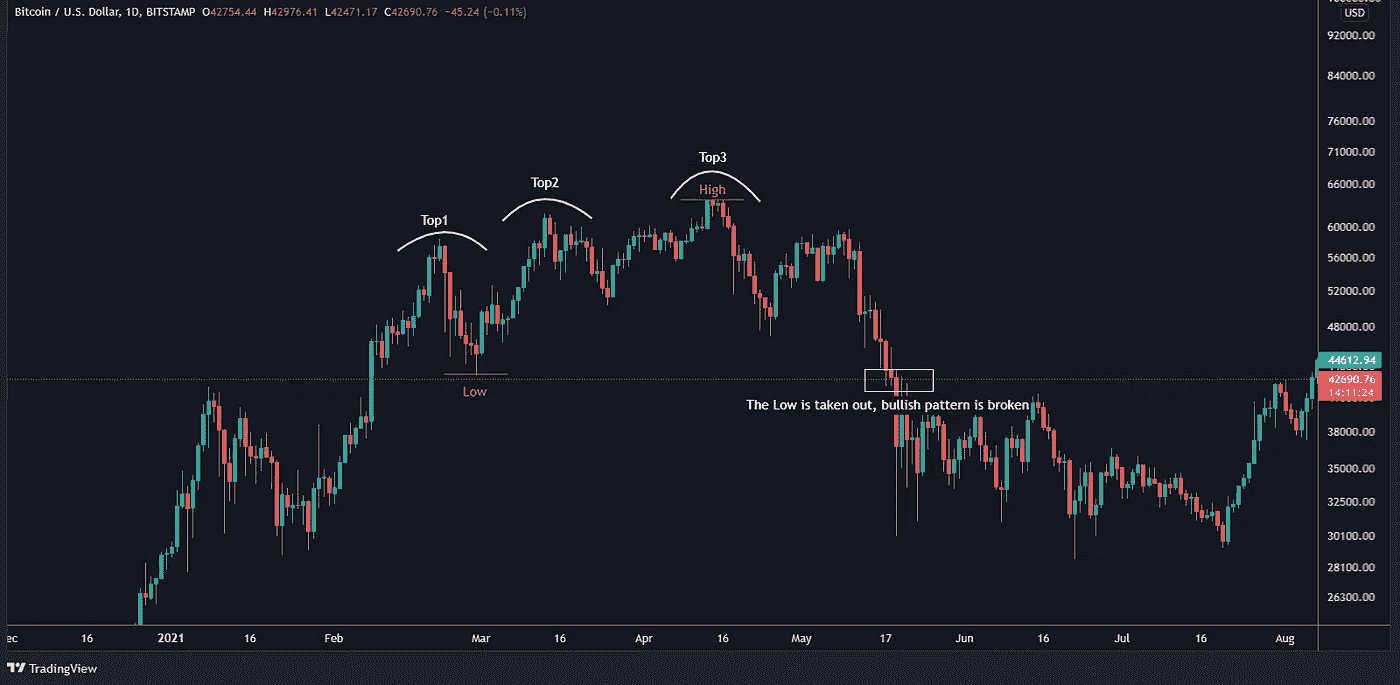 Bitcoin / U.S. Dollar, 1D, BITSTAMP O42754.44 H42976.41 L42471.17 C42690.76 -45.24 (-0.11%)
USD
92000.00
84000.00
76000.00
71000.00
Top3
Top2
66000.00
High
Top1
60000.00
56000.00
52000.00
48000.00
44612.94
42690.76
14:11:24
Low
The Low is taken out, bullish pattern is broken
38000.00
35000.00
32500.00
30100.00
28100.00
26300.00
ec 16 2021 16 Feb Mar 16 Apr 16 May 17 Jun 16 Jul 16 Aug
TradingView